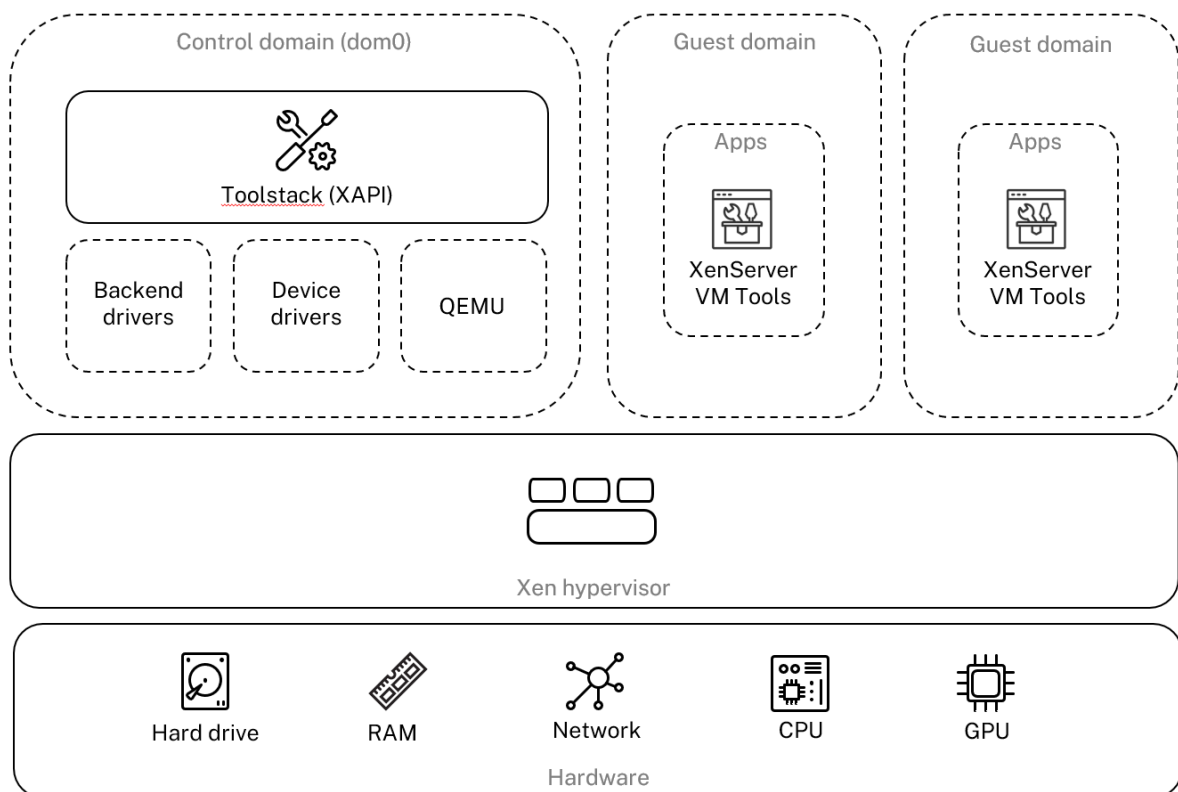 Control domain (dom0)
Toolstack (XAPI)
Backend
drivers
Device
drivers
QEMU
Guest domain
Apps
XenServer
VM Tools
Guest domain
Apps
XenServer
VM Tools
Xen hypervisor
Hard drive
RAM
Network
CPU
GPU
Hardware